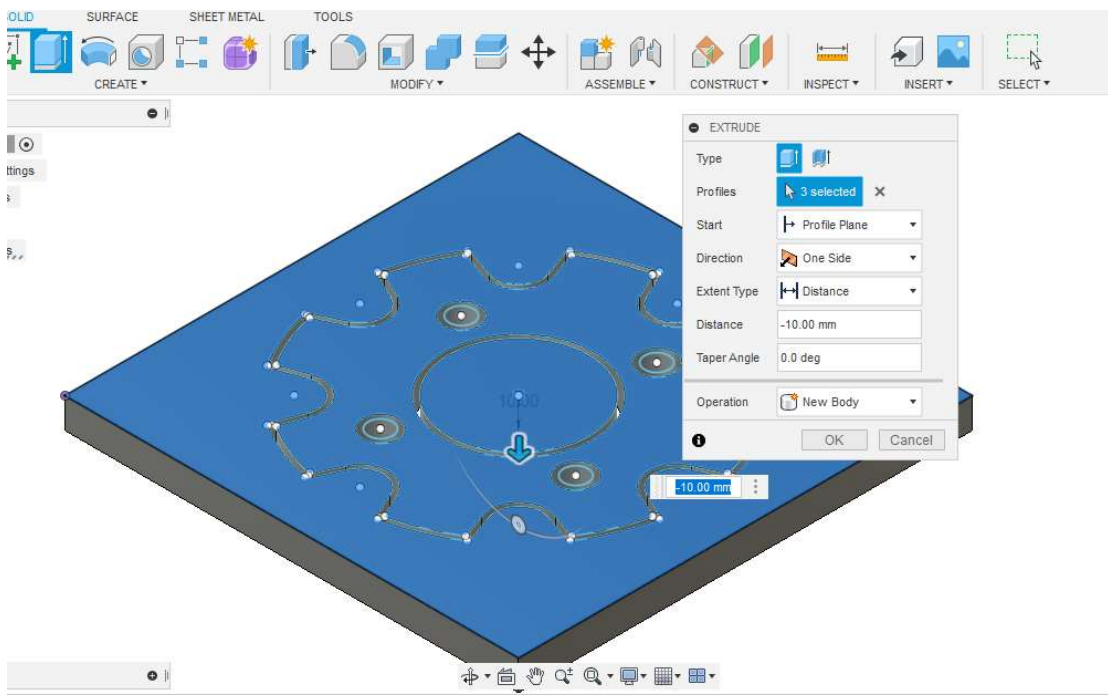 OLID SURFACE SHEET METAL TOOLS
CREATE MODIFY ASSEMBLE CONSTRUCT INSPECT INSERT SELECT
EXTRUDE
ttings
Type
Profiles 3 selected
Start Profile Plane
Direction One Side
Extent Type Distance
Distance -10.00 mm
Taper Angle 0.0 deg
Operation New Body
OK Cancel
10.00
-10.00 mm